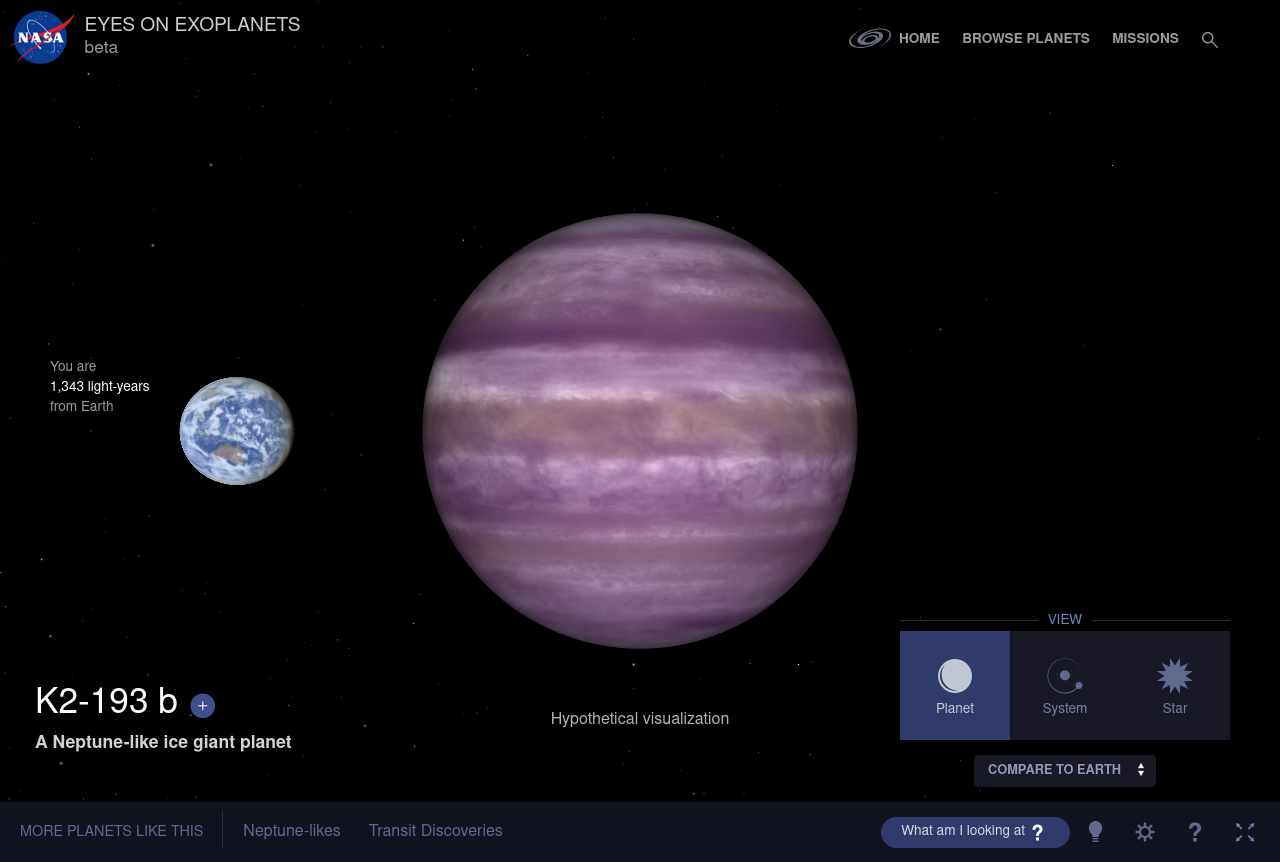 NASA
EYES ON EXOPLANETS
beta
HOME
BROWSE PLANETS
MISSIONS
You are
1,343 light-years
from Earth
K2-193 b +
A Neptune-like ice giant planet
Hypothetical visualization
VIEW
Planet
System
Star
COMPARE TO EARTH
MORE PLANETS LIKE THIS
Neptune-likes
Transit Discoveries
What am I looking at ?
?